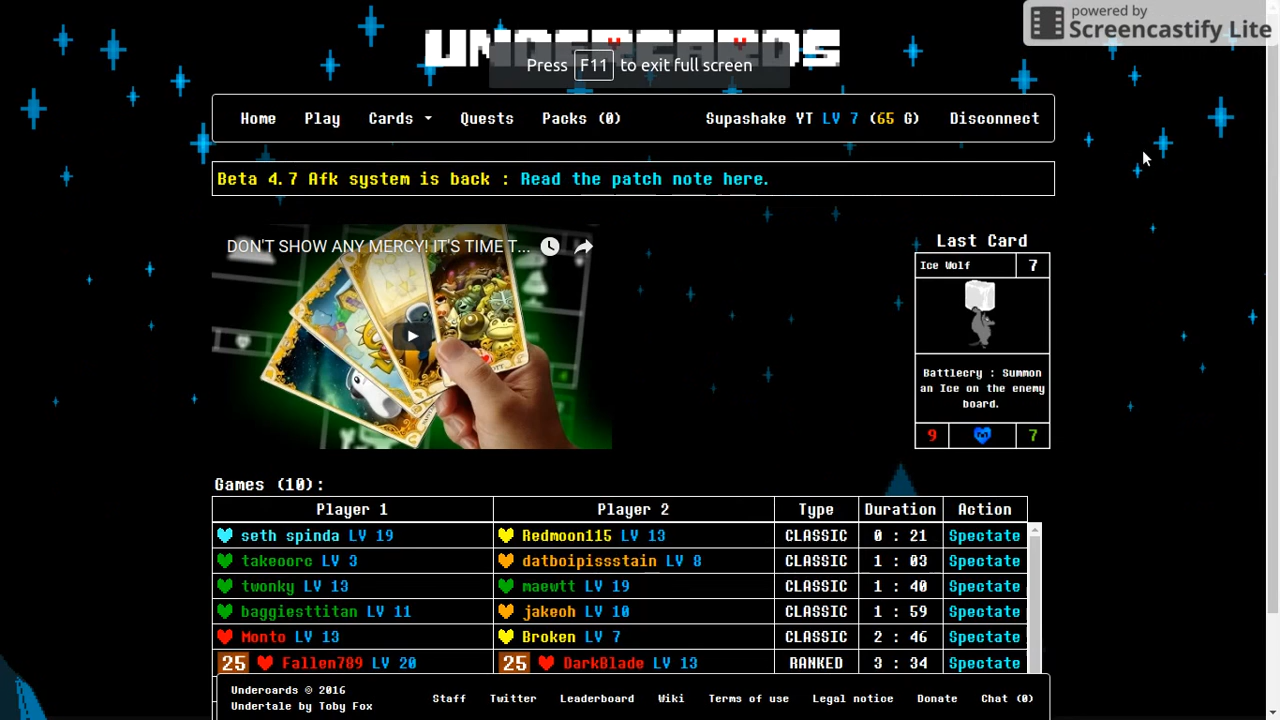 powered by
Screencastify Lite
UNDERCARDS
Press F11 to exit full screen
Home Play Cards Quests Packs (0) Supashake YT LV 7 (65 G) Disconnect
Beta 4.7 Afk system is back : Read the patch note here.
DON'T SHOW ANY MERCY! IT'S TIME T...
Last Card
Ice Wolf 7
Battlecry : Summon
an Ice on the enemy
board.
9 7
Games (10):
Player 1 Player 2 Type Duration Action
seth spinda LV 19 Redmoon115 LV 13 CLASSIC 0 : 21 Spectate
takeoorc LV 3 datboipissstain LV 8 CLASSIC 1 : 03 Spectate
twonky LV 13 maewtt LV 19 CLASSIC 1 : 40 Spectate
baggiesttitan LV 11 jakeoh LV 10 CLASSIC 1 : 59 Spectate
Monto LV 13 Broken LV 7 CLASSIC 2 : 46 Spectate
25 Fallen789 LV 20 25 DarkBlade LV 13 RANKED 3 : 34 Spectate
Undercards © 2016
Undertale by Toby Fox
Staff Twitter Leaderboard Wiki Terms of use Legal notice Donate Chat (0)